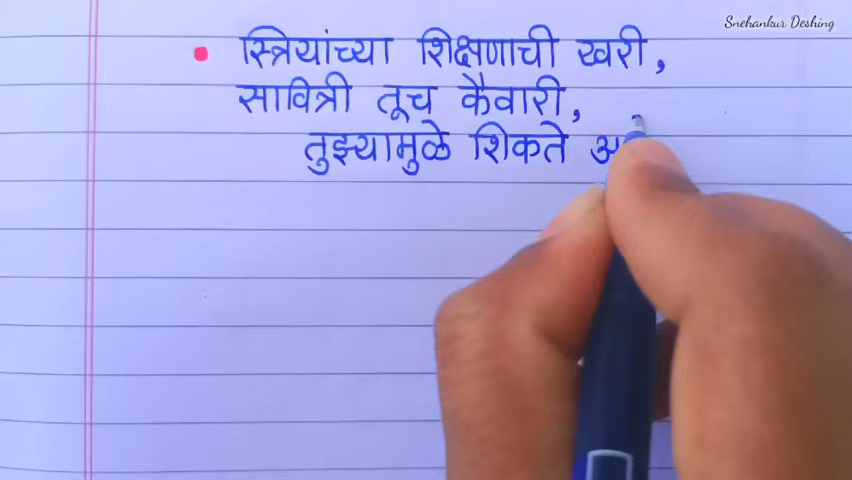 Snehankur Deshing
स्त्रियांच्या शिक्षणाची खरी,
सावित्री तूच कैवारी,
तुझ्यामुळे शिकते